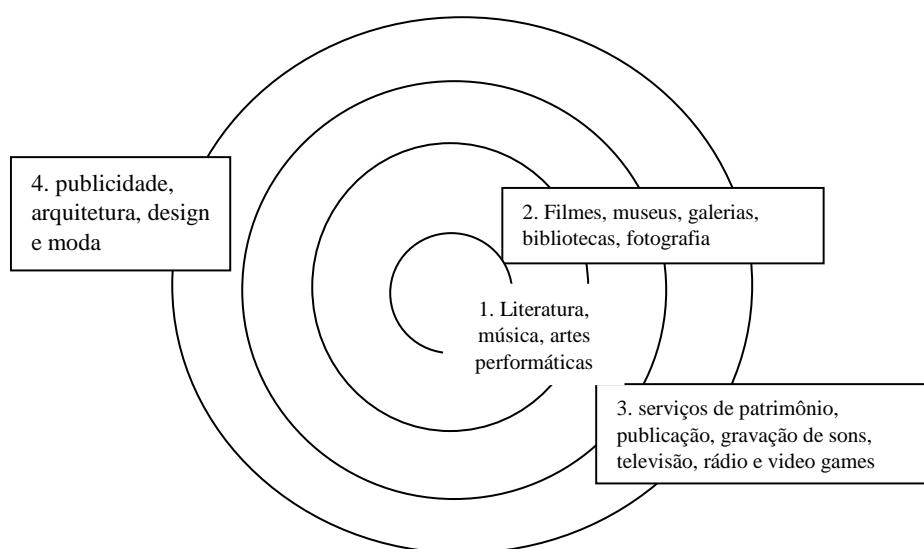 4. publicidade,
arquitetura, design
e moda
2. Filmes, museus, galerias,
bibliotecas, fotografia
1. Literatura,
música, artes
performáticas
3. serviços de patrimônio,
publicação, gravação de sons,
televisão, rádio e video games